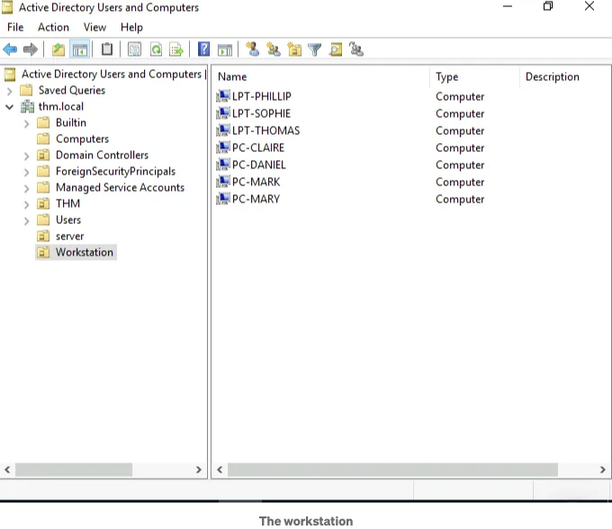 Active Directory Users and Computers
File Action View Help
Active Directory Users and Computers
Name Type Description
Saved Queries
thm.local
Builtin
Computers
Domain Controllers
ForeignSecurityPrincipals
Managed Service Accounts
THM
Users
server
Workstation
LPT-PHILLIP Computer
LPT-SOPHIE Computer
LPT-THOMAS Computer
PC-CLAIRE Computer
PC-DANIEL Computer
PC-MARK Computer
PC-MARY Computer
The workstation